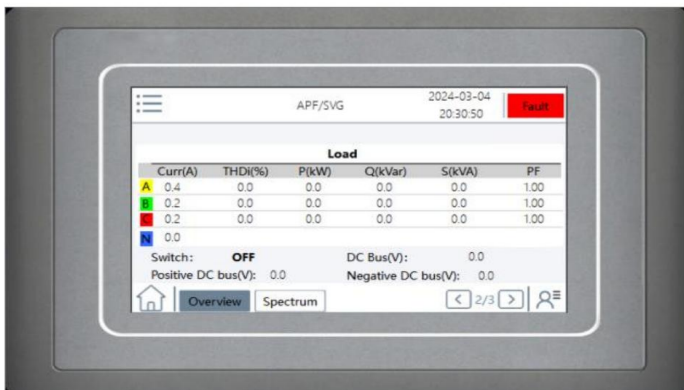 APF/SVG 2024-03-04 Fault
20:30:50
Load
Curr(A) THDi(%) P(kW) Q(kVar) S(kVA) PF
A 0.4 0.0 0.0 0.0 0.0 1.00
B 0.2 0.0 0.0 0.0 0.0 1.00
C 0.2 0.0 0.0 0.0 0.0 1.00
N 0.0
Switch: OFF DC Bus(V): 0.0
Positive DC bus(V): 0.0 Negative DC bus(V): 0.0
Overview Spectrum < 2/3 >